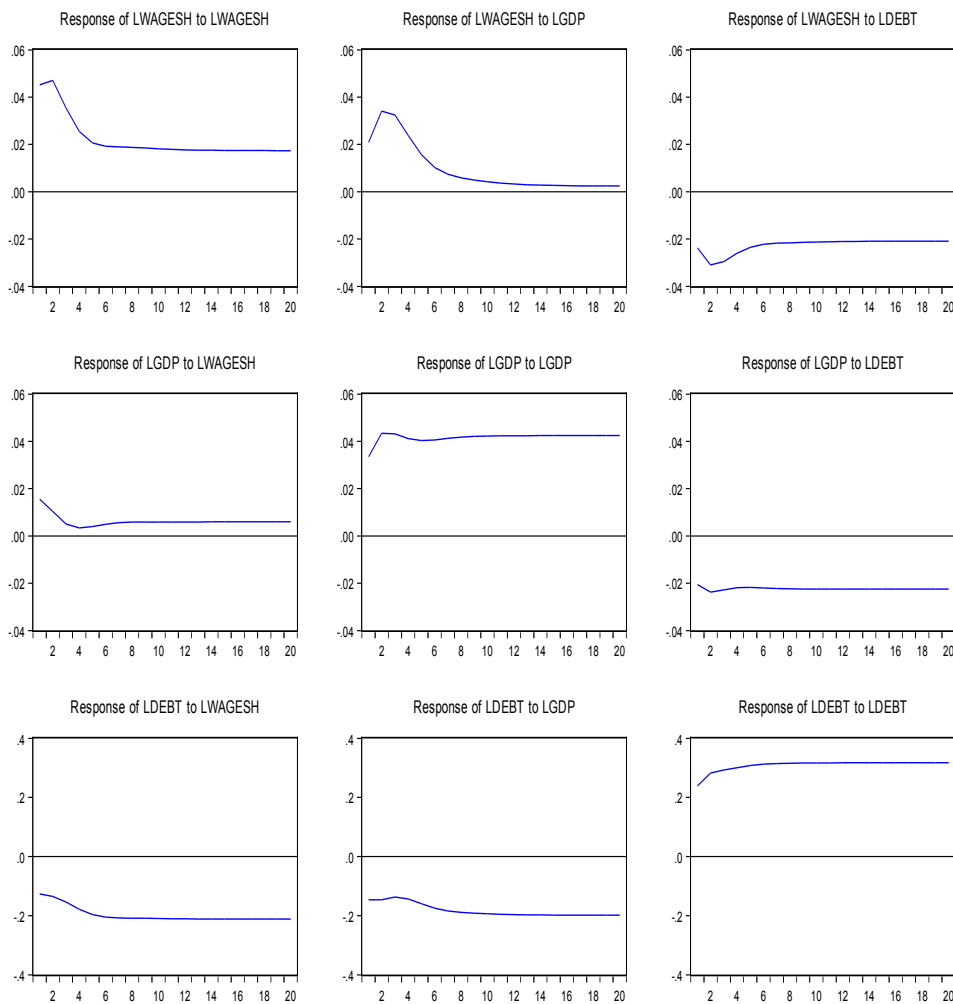 Response of LWAGESH to LWAGESH
Response of LWAGESH to LGDP
Response of LWAGESH to LDEBT
.06
.04
.02
.00
-.02
-.04
2 4 6 8 10 12 14 16 18 20
.06
.04
.02
.00
-.02
-.04
2 4 6 8 10 12 14 16 18 20
.06
.04
.02
.00
-.02
-.04
2 4 6 8 10 12 14 16 18 20
Response of LGDP to LWAGESH
Response of LGDP to LGDP
Response of LGDP to LDEBT
.06
.04
.02
.00
-.02
-.04
2 4 6 8 10 12 14 16 18 20
.06
.04
.02
.00
-.02
-.04
2 4 6 8 10 12 14 16 18 20
.06
.04
.02
.00
-.02
-.04
2 4 6 8 10 12 14 16 18 20
Response of LDEBT to LWAGESH
Response of LDEBT to LGDP
Response of LDEBT to LDEBT
.4
.2
.0
-.2
-.4
2 4 6 8 10 12 14 16 18 20
.4
.2
.0
-.2
-.4
2 4 6 8 10 12 14 16 18 20
.4
.2
.0
-.2
-.4
2 4 6 8 10 12 14 16 18 20